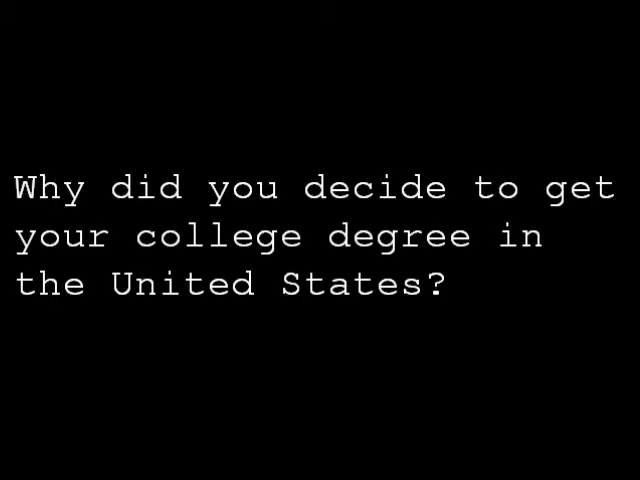 Why did you decide to get
your college degree in
the United States?